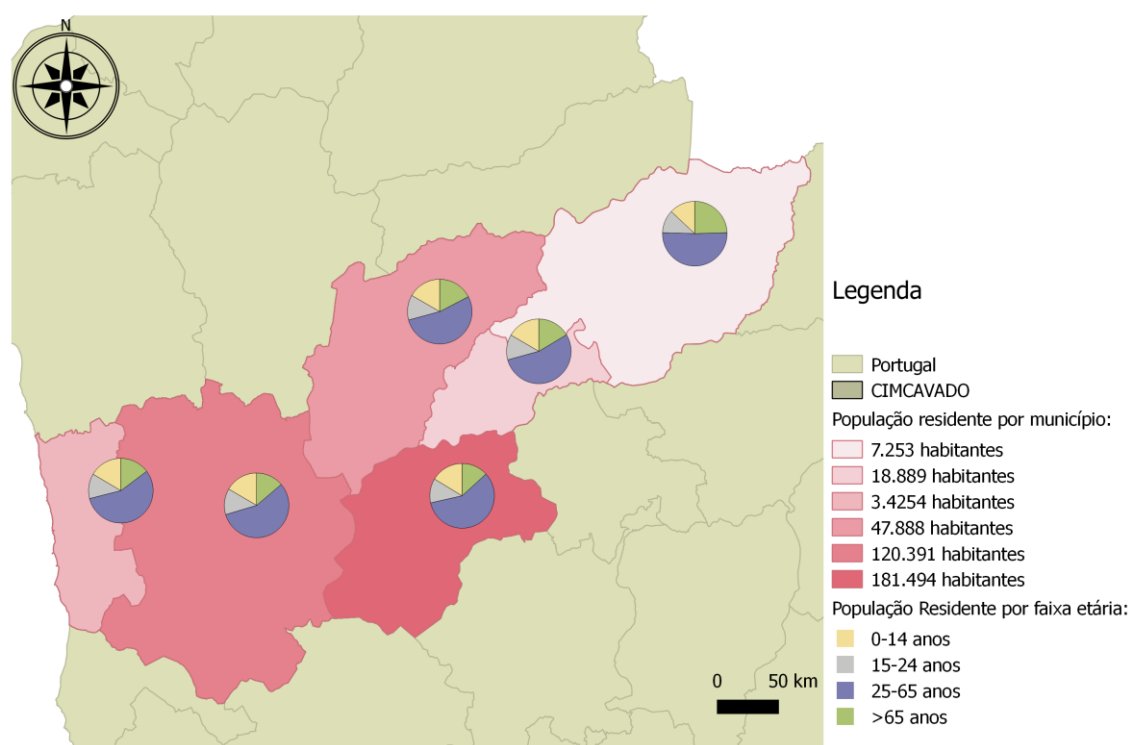 N
Legenda
Portugal
CIMCAVADO
População residente por município:
7.253 habitantes
18.889 habitantes
3.4254 habitantes
47.888 habitantes
120.391 habitantes
181.494 habitantes
População Residente por faixa etária:
0-14 anos
15-24 anos
25-65 anos
>65 anos
0 50 km